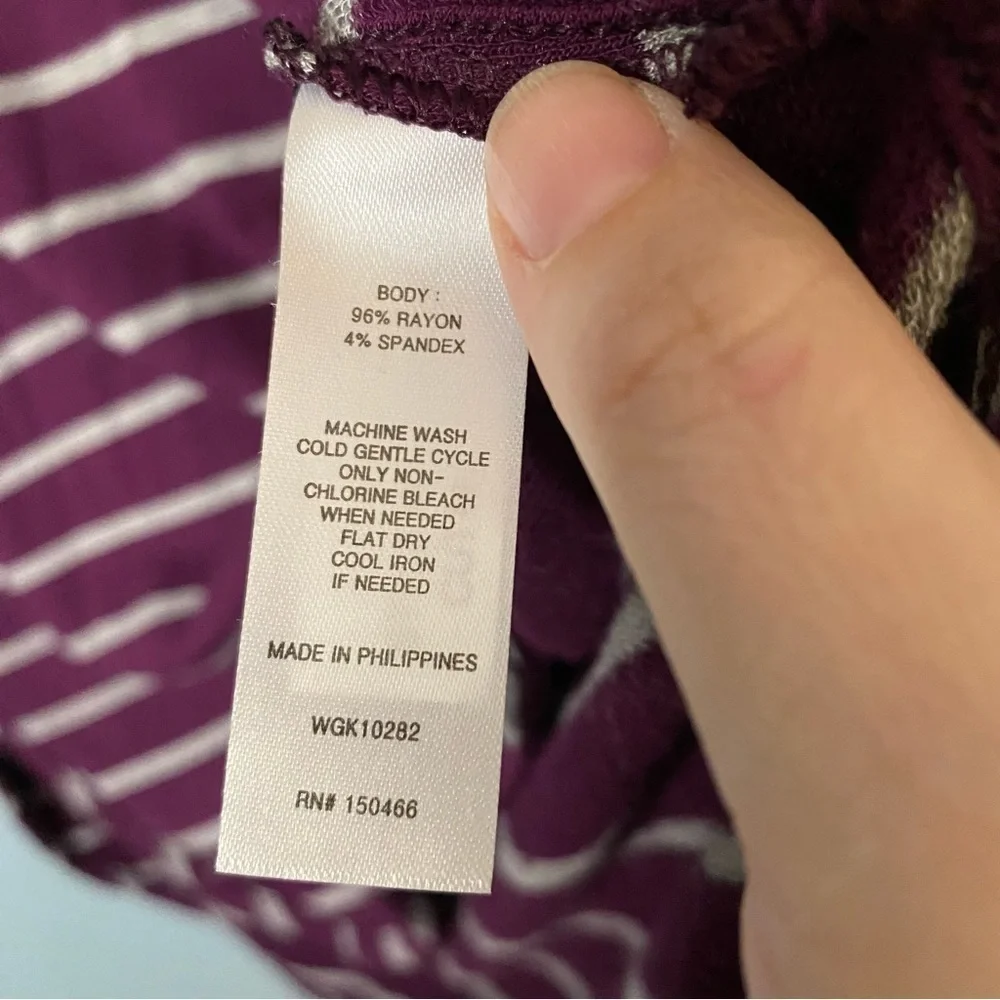 BODY :
96% RAYON
4% SPANDEX
MACHINE WASH
COLD GENTLE CYCLE
ONLY NON-
CHLORINE BLEACH
WHEN NEEDED
FLAT DRY
COOL IRON
IF NEEDED
MADE IN PHILIPPINES
WGK10282
RN# 150466